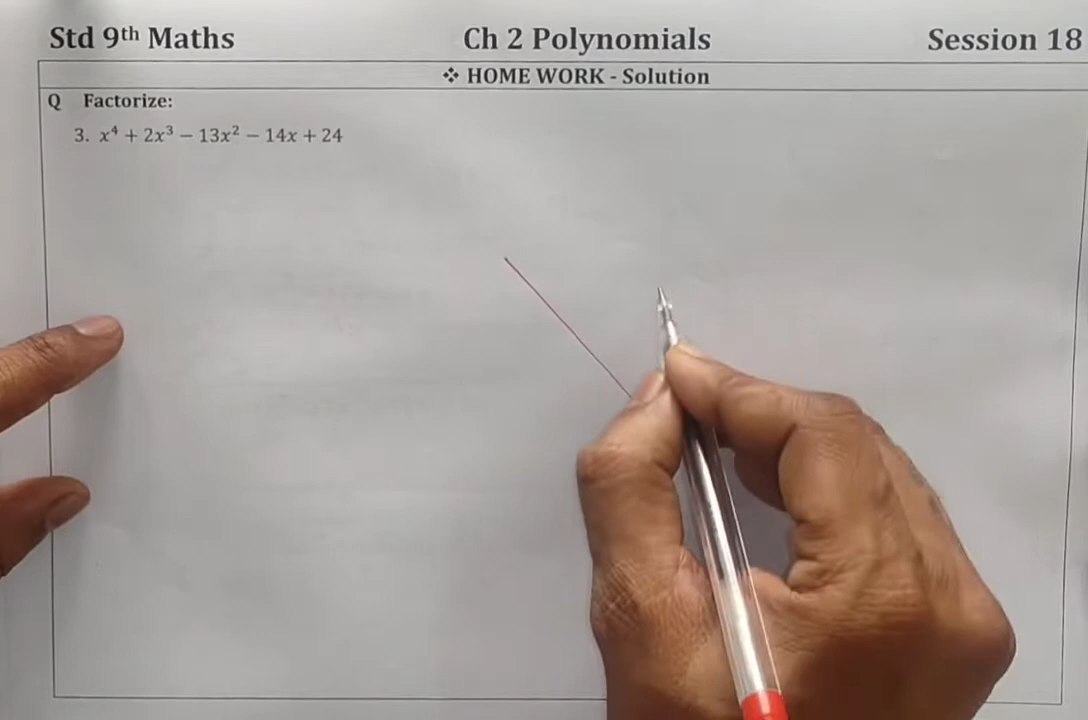 Std 9th Maths Ch 2 Polynomials Session 18
❖ HOME WORK - Solution
Q Factorize:
3. x⁴ + 2x³ − 13x² − 14x + 24